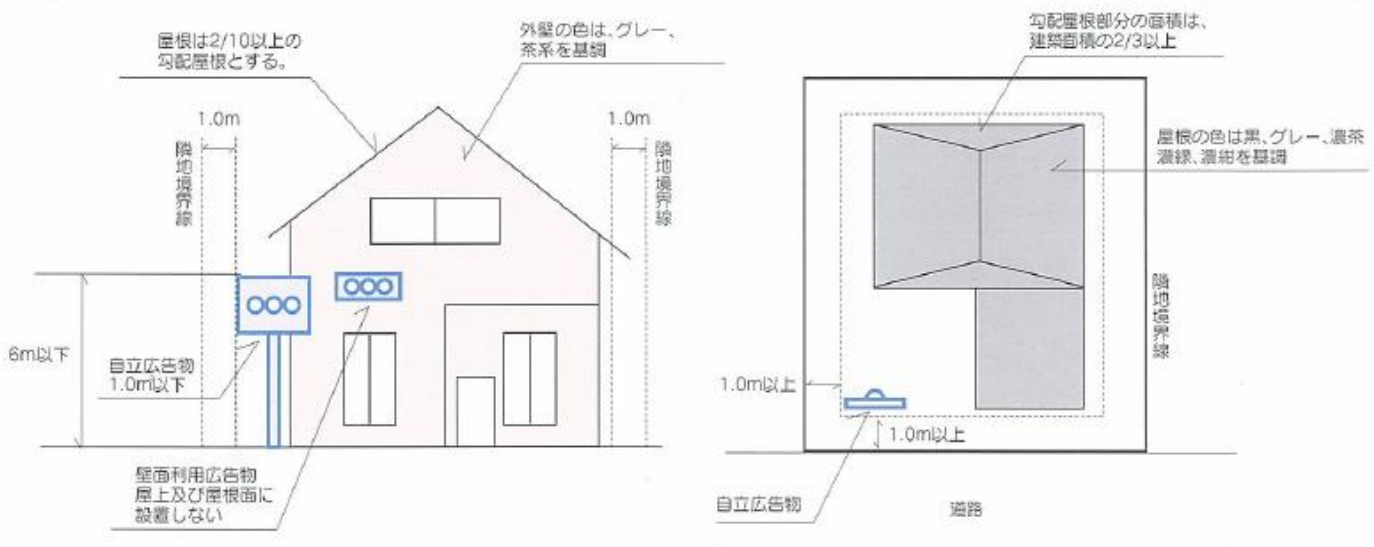 屋根は2/10以上の
勾配屋根とする。
外壁の色は、グレー、
茶系を基調
1.0m
1.0m
隣地境界線
隣地境界線
6m以下
自立広告物
1.0㎡以下
壁面利用広告物
屋上及び屋根面に
設置しない
勾配屋根部分の面積は、
建築面積の2/3以上
屋根の色は黒、グレー、濃茶
濃緑、濃紺を基調
隣地境界線
1.0m以上
1.0m以上
自立広告物
道路